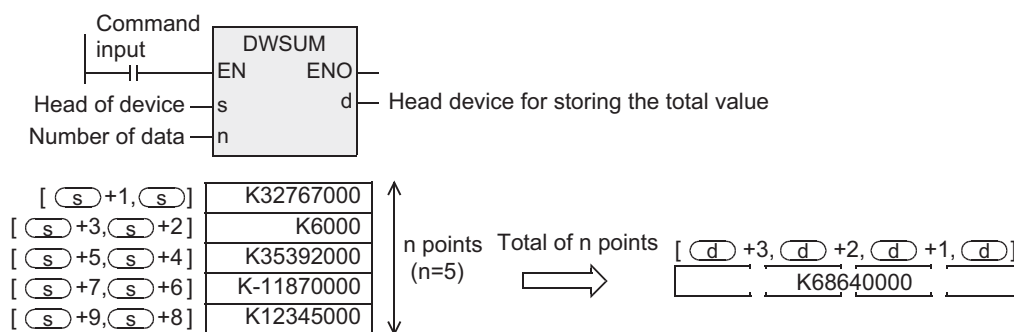 Command
input
DWSUM
EN ENO
Head of device s d Head device for storing the total value
Number of data n
[ s +1, s ] K32767000
[ s +3, s +2] K6000
[ s +5, s +4] K35392000
[ s +7, s +6] K-11870000
[ s +9, s +8] K12345000
n points
(n=5)
Total of n points
[ d +3, d +2, d +1, d ]
K68640000